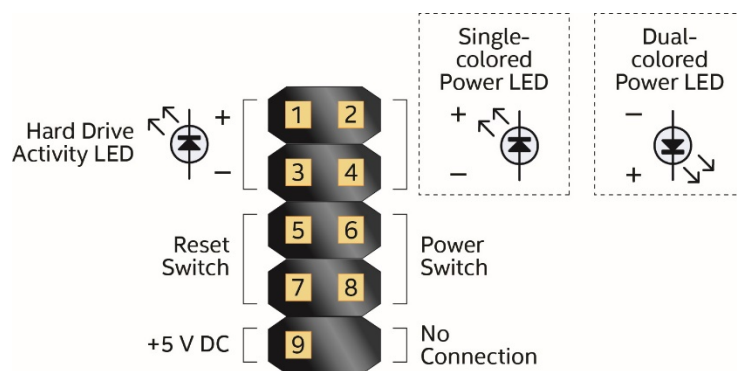 Single-
colored
Power LED
Dual-
colored
Power LED
Hard Drive
Activity LED
+
−
1 2
3 4
+
−
−
+
Reset
Switch
5 6
7 8
Power
Switch
+5 V DC
9
No
Connection